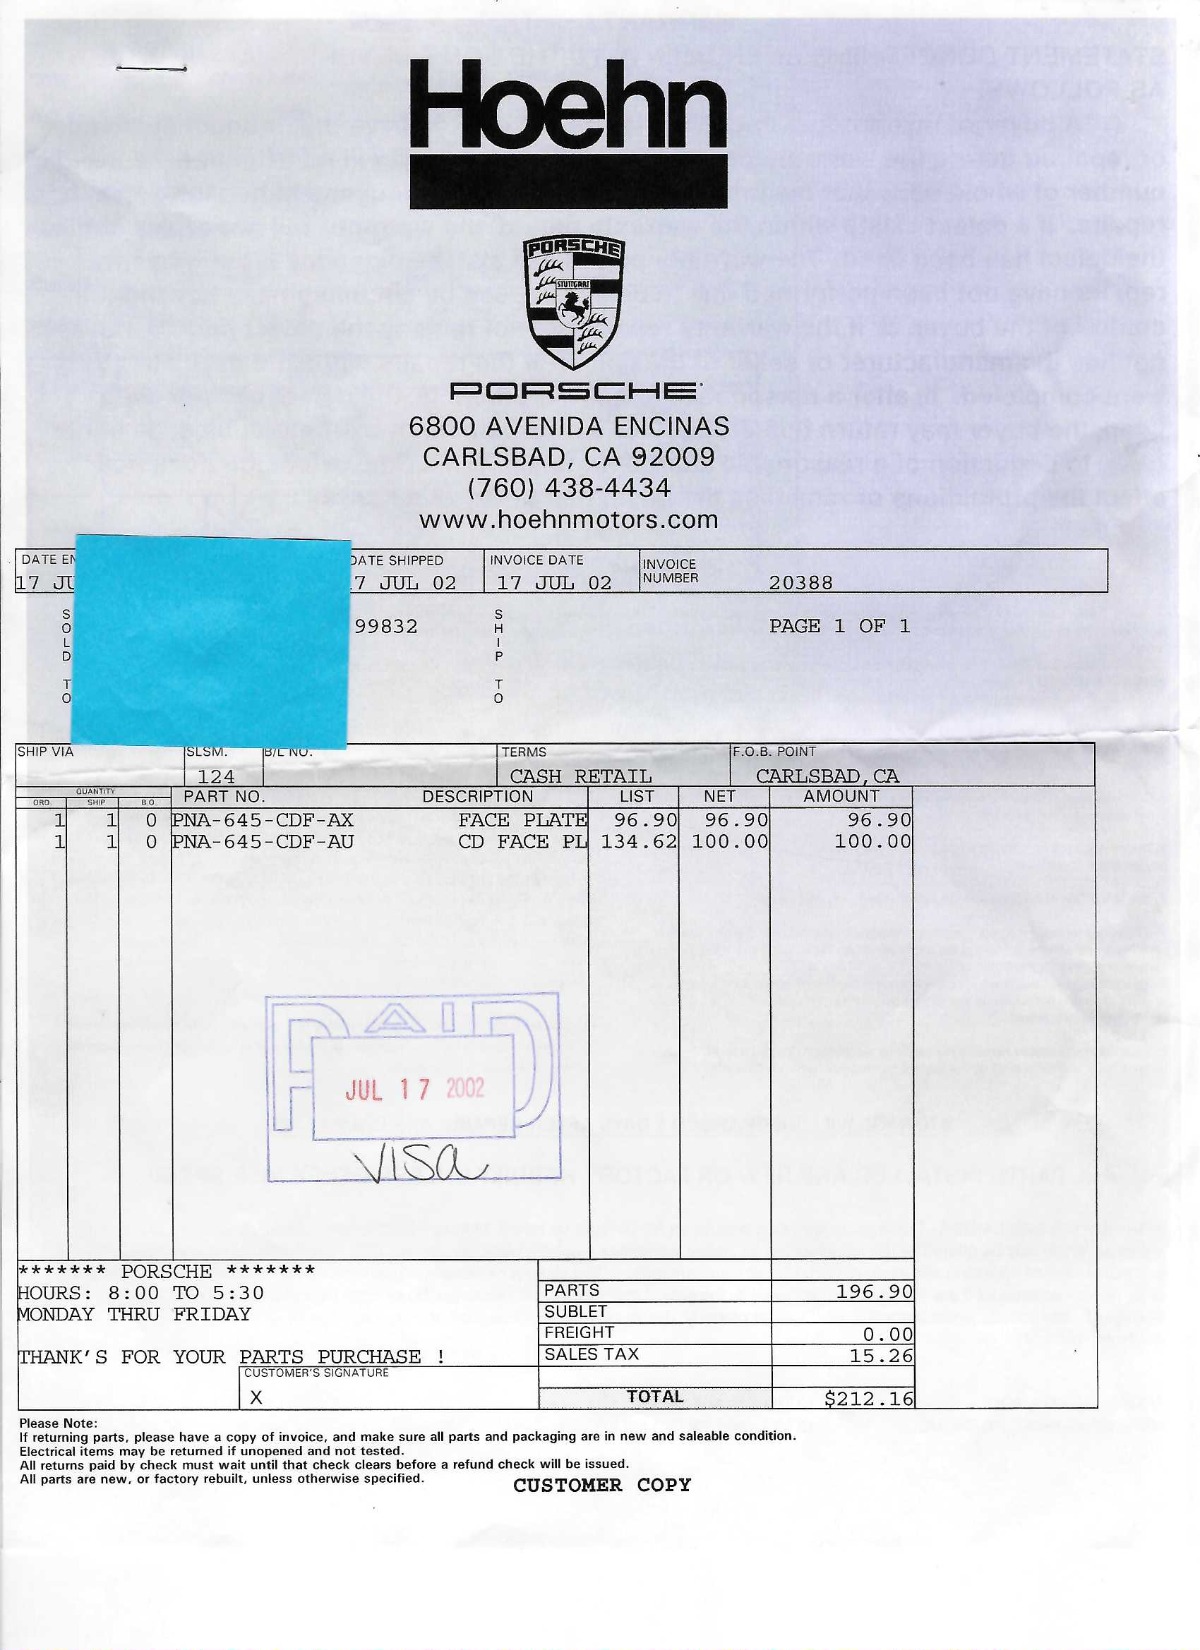 Hoehn
PORSCHE
STUTTGART
PORSCHE
6800 AVENIDA ENCINAS
CARLSBAD, CA 92009
(760) 438-4434
www.hoehnmotors.com
DATE SHIPPED INVOICE DATE INVOICE NUMBER 20388
17 7 JUL 02 17 JUL 02
SOLD TO 99832 SHIP TO PAGE 1 OF 1
SHIP VIA SLSM. B/L NO. TERMS F.O.B. POINT
124 CASH RETAIL CARLSBAD, CA
QUANTITY
ORD. SHIP B.O. PART NO. DESCRIPTION LIST NET AMOUNT
1 1 0 PNA-645-CDF-AX FACE PLATE 96.90 96.90 96.90
1 1 0 PNA-645-CDF-AU CD FACE PL 134.62 100.00 100.00
PAID
JUL 17 2002
VISA
******* PORSCHE *******
HOURS: 8:00 TO 5:30
MONDAY THRU FRIDAY
THANK'S FOR YOUR PARTS PURCHASE !
PARTS 196.90
SUBLET
FREIGHT 0.00
SALES TAX 15.26
CUSTOMER'S SIGNATURE
X
TOTAL $212.16
Please Note:
If returning parts, please have a copy of invoice, and make sure all parts and packaging are in new and saleable condition.
Electrical items may be returned if unopened and not tested.
All returns paid by check must wait until that check clears before a refund check will be issued.
All parts are new, or factory rebuilt, unless otherwise specified.
CUSTOMER COPY